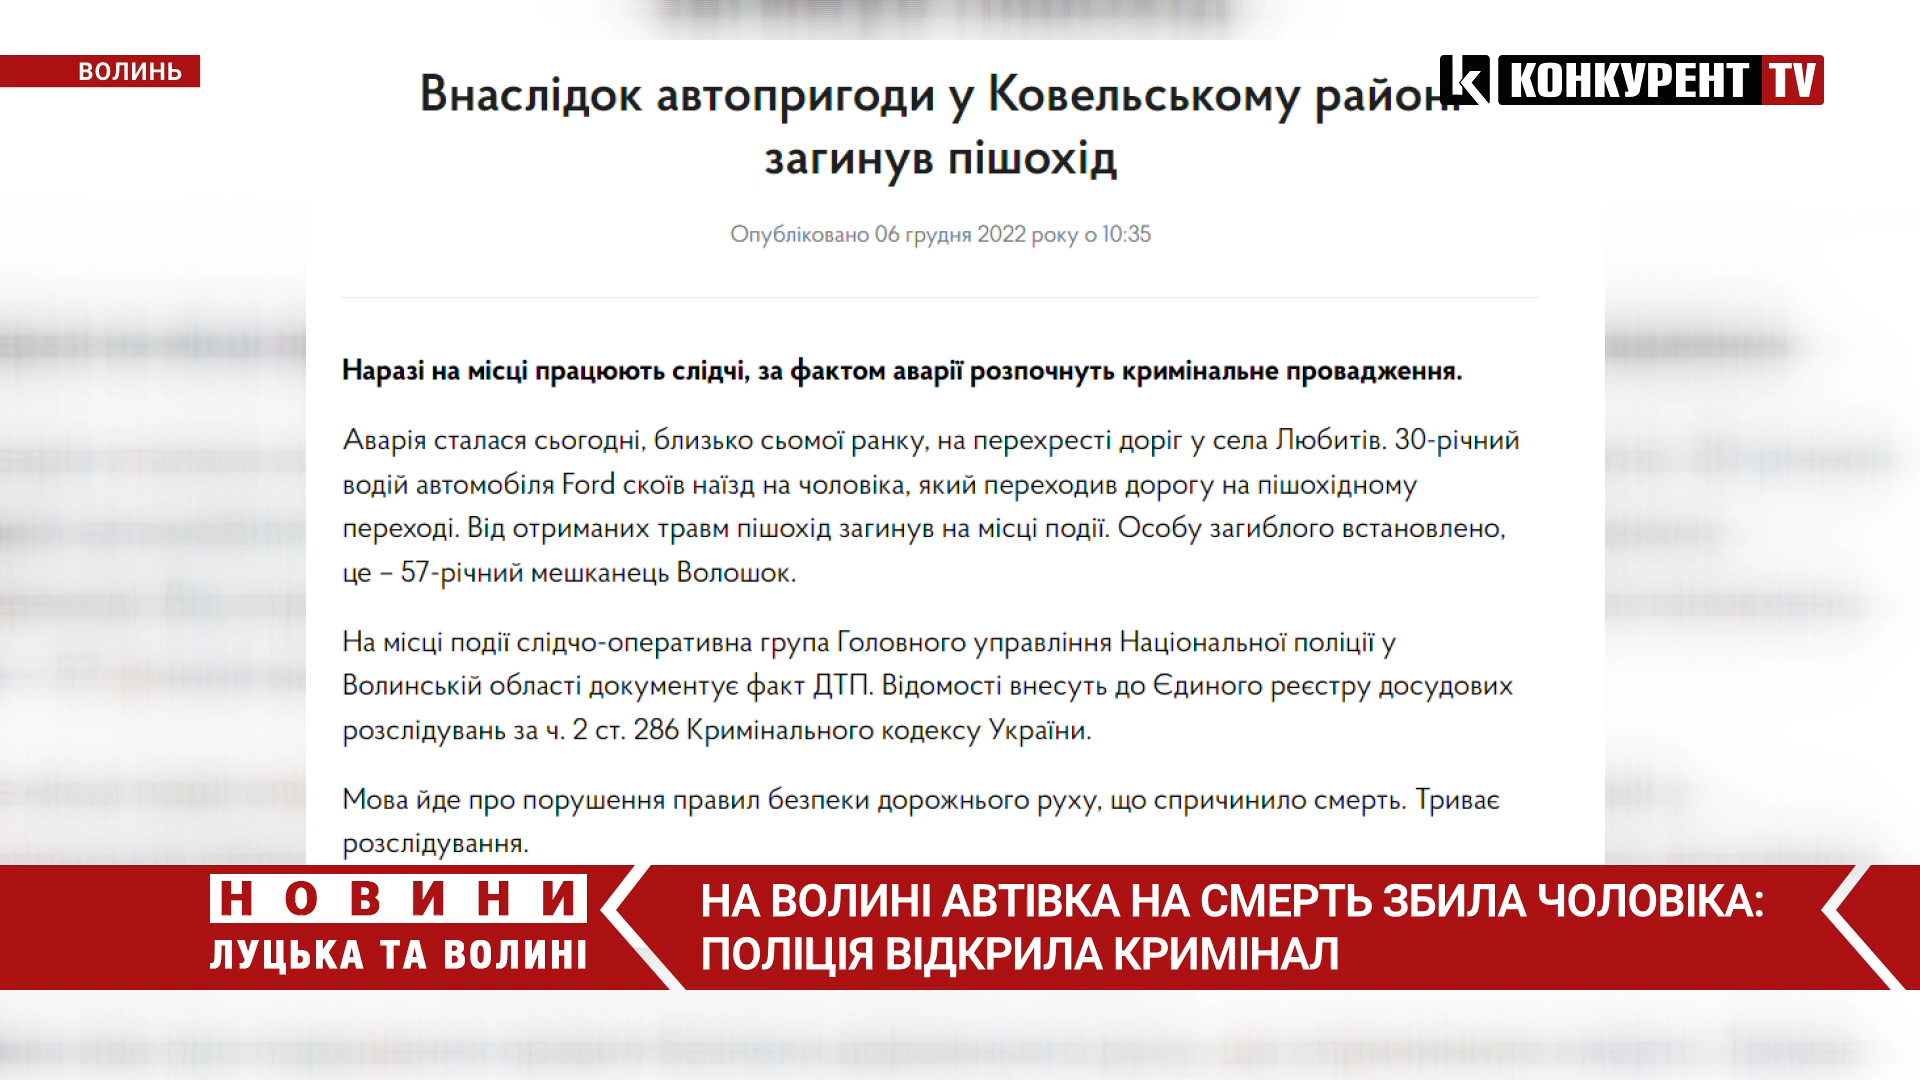 ВОЛИНЬ
КОНКУРЕНТ TV
Внаслідок автопригоди у Ковельському районі
загинув пішохід
Опубліковано 06 грудня 2022 року о 10:35
Наразі на місці працюють слідчі, за фактом аварії розпочнуть кримінальне провадження.
Аварія сталася сьогодні, близько сьомої ранку, на перехресті доріг у села Любитів. 30-річний
водій автомобіля Ford скоїв наїзд на чоловіка, який переходив дорогу на пішохідному
переході. Від отриманих травм пішохід загинув на місці події. Особу загиблого встановлено,
це – 57-річний мешканець Волошок.
На місці події слідчо-оперативна група Головного управління Національної поліції у
Волинській області документує факт ДТП. Відомості внесуть до Єдиного реєстру досудових
розслідувань за ч. 2 ст. 286 Кримінального кодексу України.
Мова йде про порушення правил безпеки дорожнього руху, що спричинило смерть. Триває
розслідування.
НОВИНИ
ЛУЦЬКА ТА ВОЛИНІ
НА ВОЛИНІ АВТІВКА НА СМЕРТЬ ЗБИЛА ЧОЛОВІКА:
ПОЛІЦІЯ ВІДКРИЛА КРИМІНАЛ